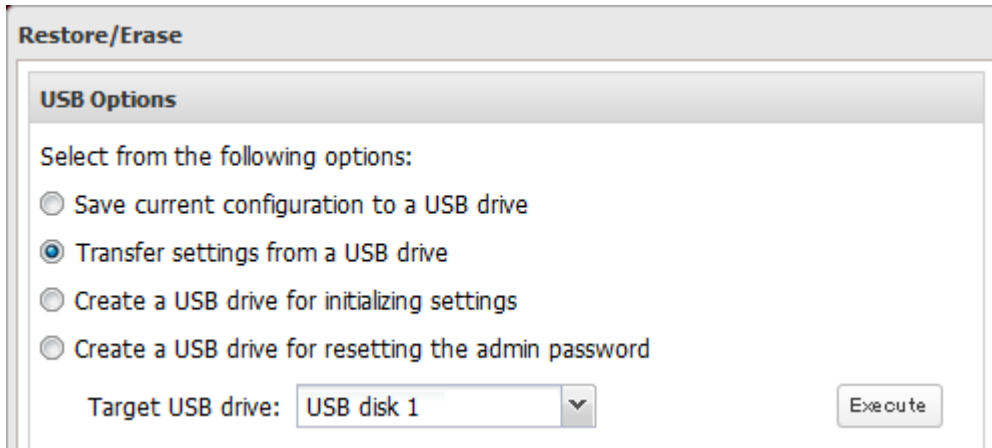 Restore/Erase
USB Options
Select from the following options:
Save current configuration to a USB drive
Transfer settings from a USB drive
Create a USB drive for initializing settings
Create a USB drive for resetting the admin password
Target USB drive: USB disk 1 Execute